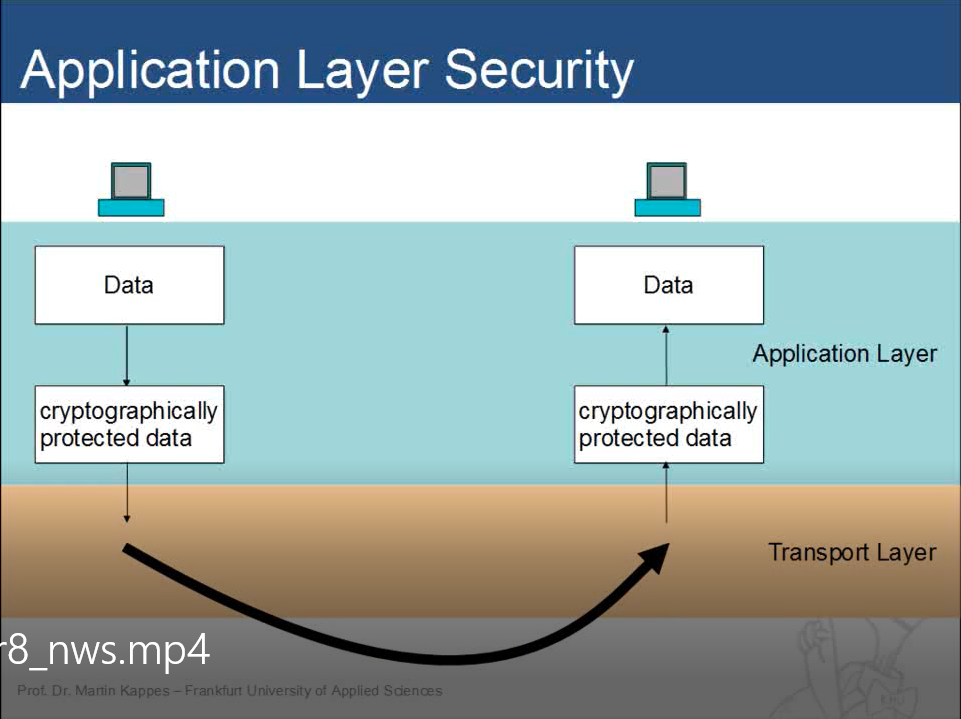 Application Layer Security
Data
Data
Application Layer
cryptographically
protected data
cryptographically
protected data
Transport Layer
r8_nws.mp4
Prof. Dr. Martin Kappes – Frankfurt University of Applied Sciences